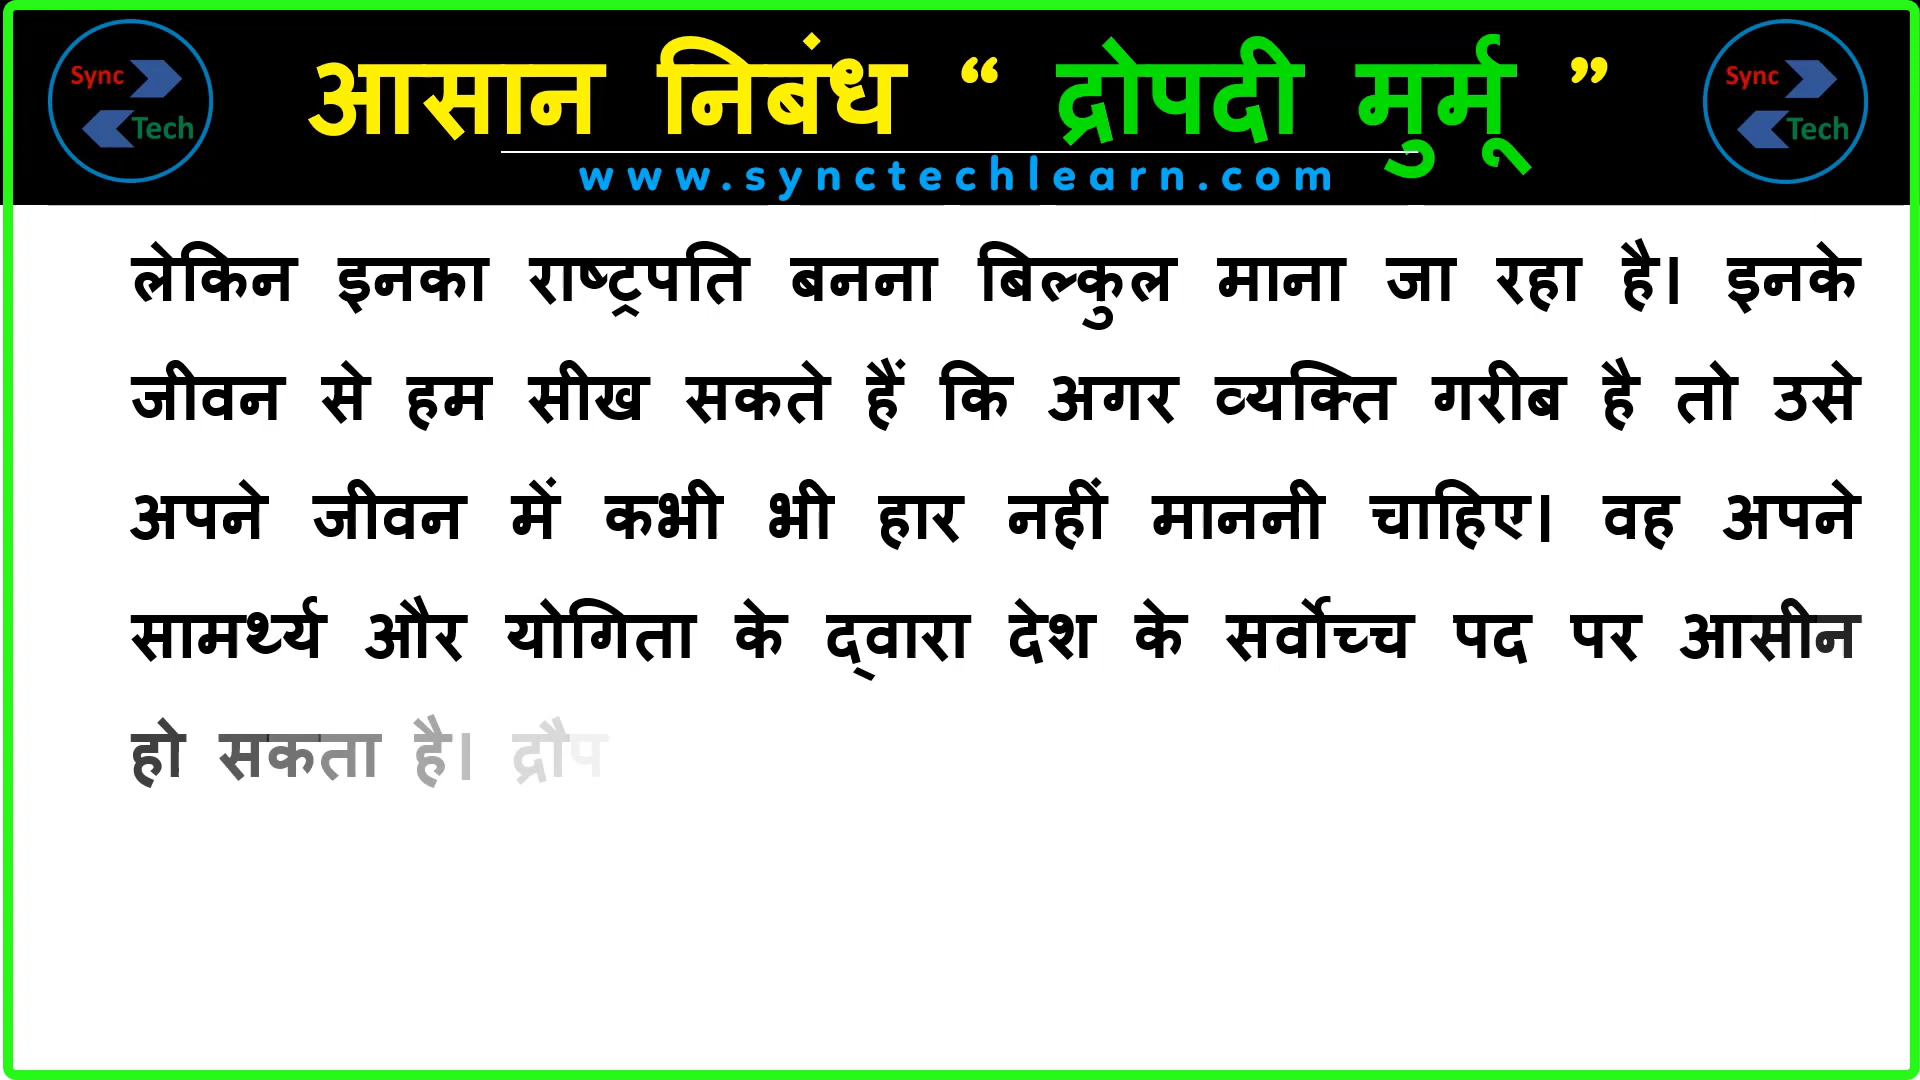 Sync
Tech
आसान निबंध “ द्रोपदी मुर्मू ”
www.synctechlearn.com
Sync
Tech
लेकिन इनका राष्ट्रपति बनना बिल्कुल माना जा रहा है। इनके
जीवन से हम सीख सकते हैं कि अगर व्यक्ति गरीब है तो उसे
अपने जीवन में कभी भी हार नहीं माननी चाहिए। वह अपने
सामर्थ्य और योगिता के द्वारा देश के सर्वोच्च पद पर आसीन
हो सकता है। द्रौप